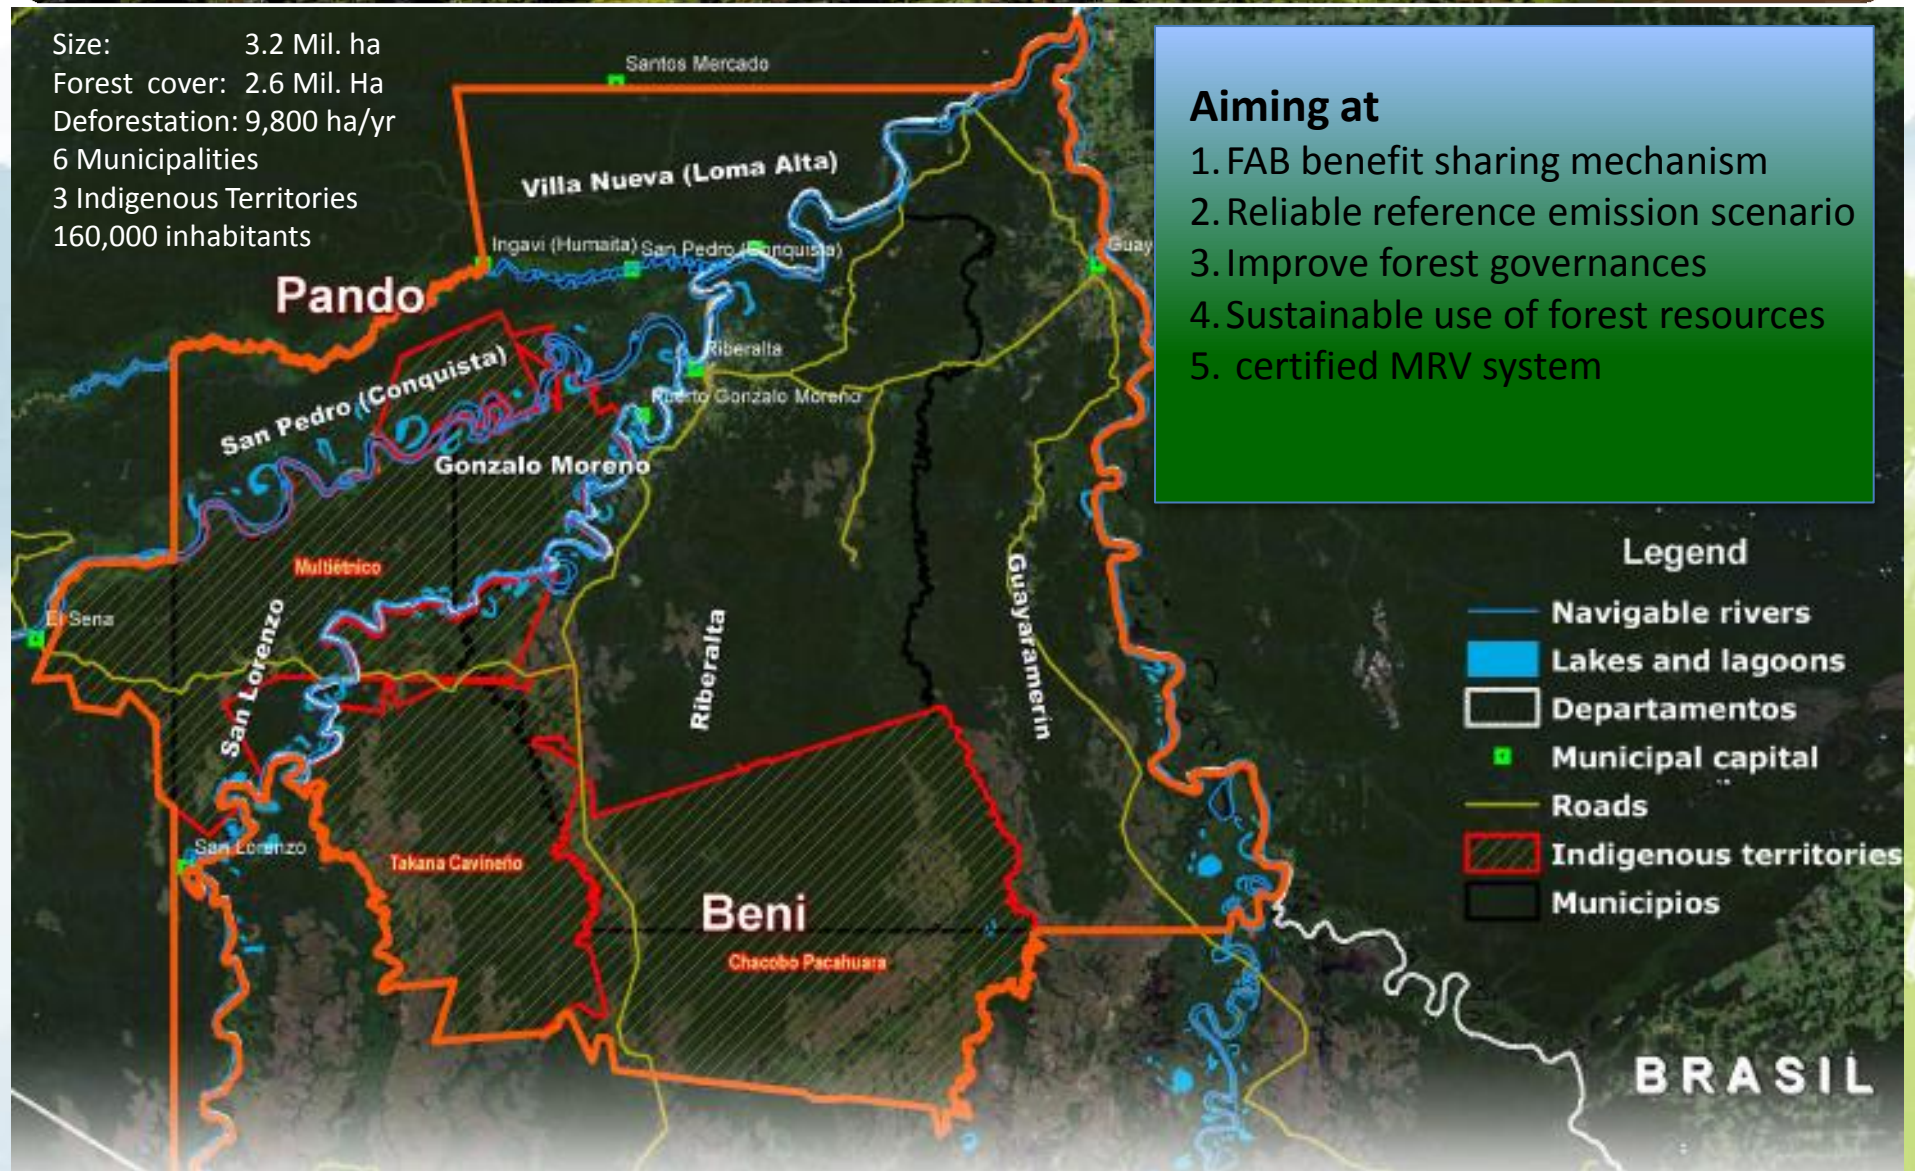 Size: 3.2 Mil. ha
Forest cover: 2.6 Mil. Ha
Deforestation: 9,800 ha/yr
6 Municipalities
3 Indigenous Territories
160,000 inhabitants
Aiming at
1. FAB benefit sharing mechanism
2. Reliable reference emission scenario
3. Improve forest governances
4. Sustainable use of forest resources
5. certified MRV system
Santos Mercado
Villa Nueva (Loma Alta)
Ingavi (Humaita)
San Pedro (Conquista)
Guay
Pando
Riberalta
San Pedro (Conquista)
Puerto Gonzalo Moreno
Gonzalo Moreno
Multiétnico
El Sena
San Lorenzo
Riberalta
Guayaramerin
San Lorenzo
Takana Cavineño
Beni
Chacobo Pacahuara
Legend
Navigable rivers
Lakes and lagoons
Departamentos
Municipal capital
Roads
Indigenous territories
Municipios
BRASIL